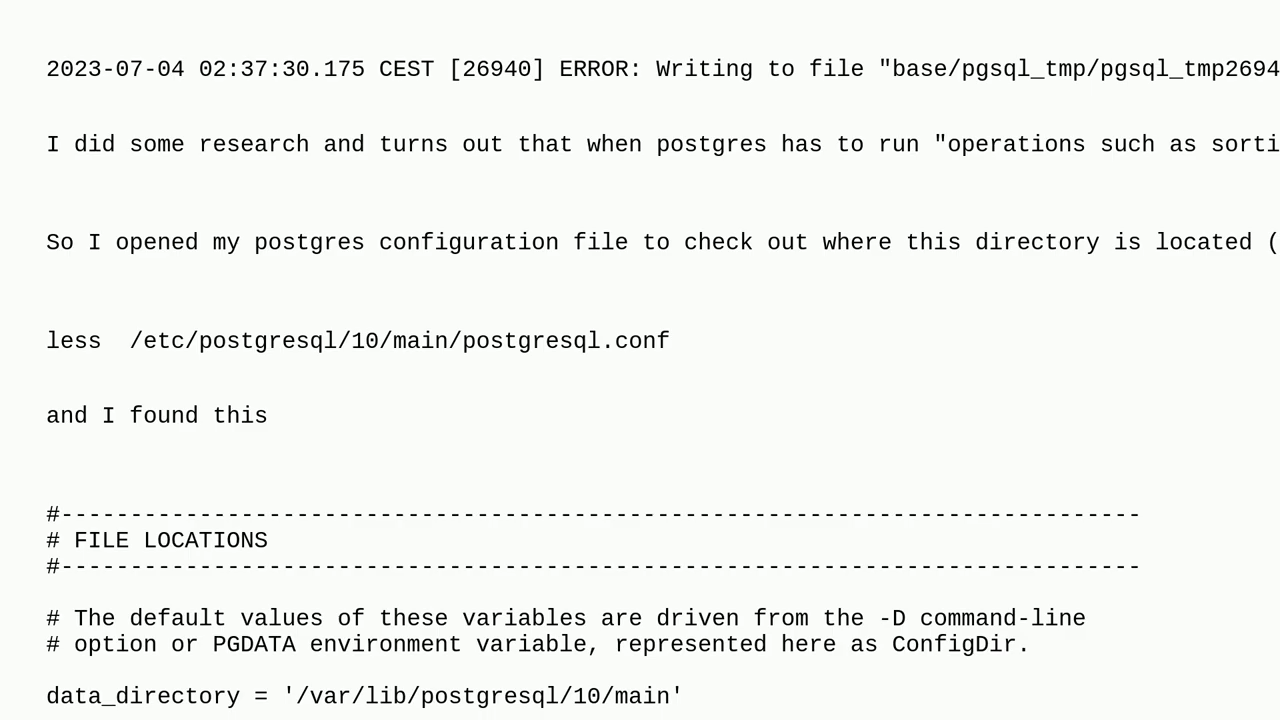 2023-07-04 02:37:30.175 CEST [26940] ERROR: Writing to file "base/pgsql_tmp/pgsql_tmp2694
I did some research and turns out that when postgres has to run "operations such as sorti
So I opened my postgres configuration file to check out where this directory is located (
less  /etc/postgresql/10/main/postgresql.conf
and I found this
#------------------------------------------------------------------------------
# FILE LOCATIONS
#------------------------------------------------------------------------------
# The default values of these variables are driven from the -D command-line
# option or PGDATA environment variable, represented here as ConfigDir.
data_directory = '/var/lib/postgresql/10/main'